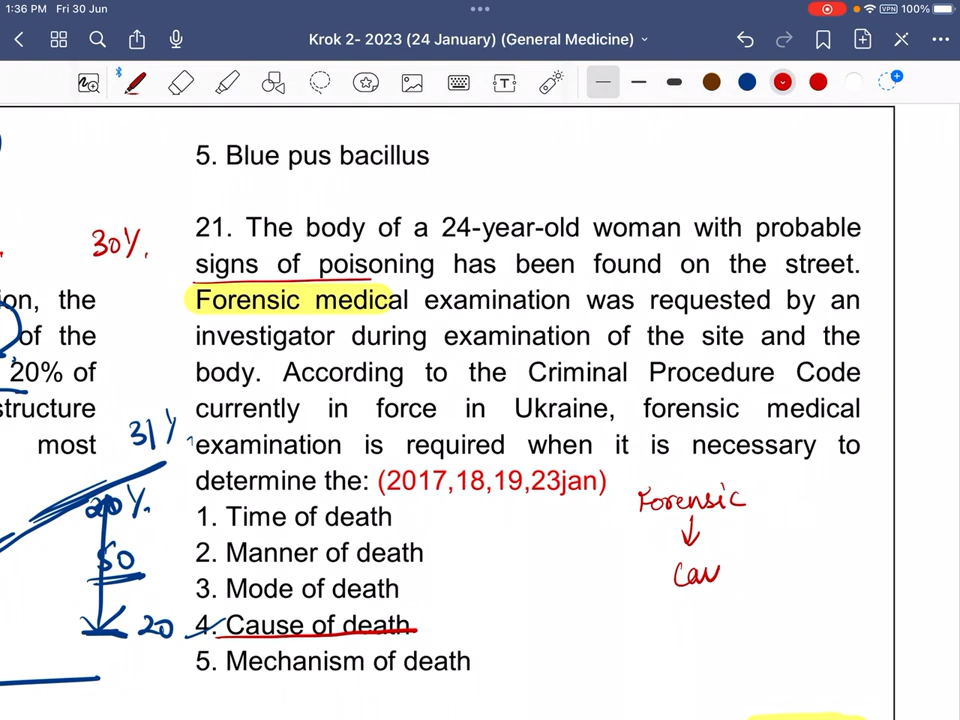 1:36 PM Fri 30 Jun
VPN 100%
Krok 2- 2023 (24 January) (General Medicine)
5. Blue pus bacillus
30%.
21. The body of a 24-year-old woman with probable
signs of poisoning has been found on the street.
ion, the
Forensic medical examination was requested by an
of the
investigator during examination of the site and the
20% of
body. According to the Criminal Procedure Code
structure
currently in force in Ukraine, forensic medical
most
31%
examination is required when it is necessary to
determine the: (2017,18,19,23jan)
20%.
Forensic
1. Time of death
2. Manner of death
50
Cau
3. Mode of death
20
4. Cause of death
5. Mechanism of death